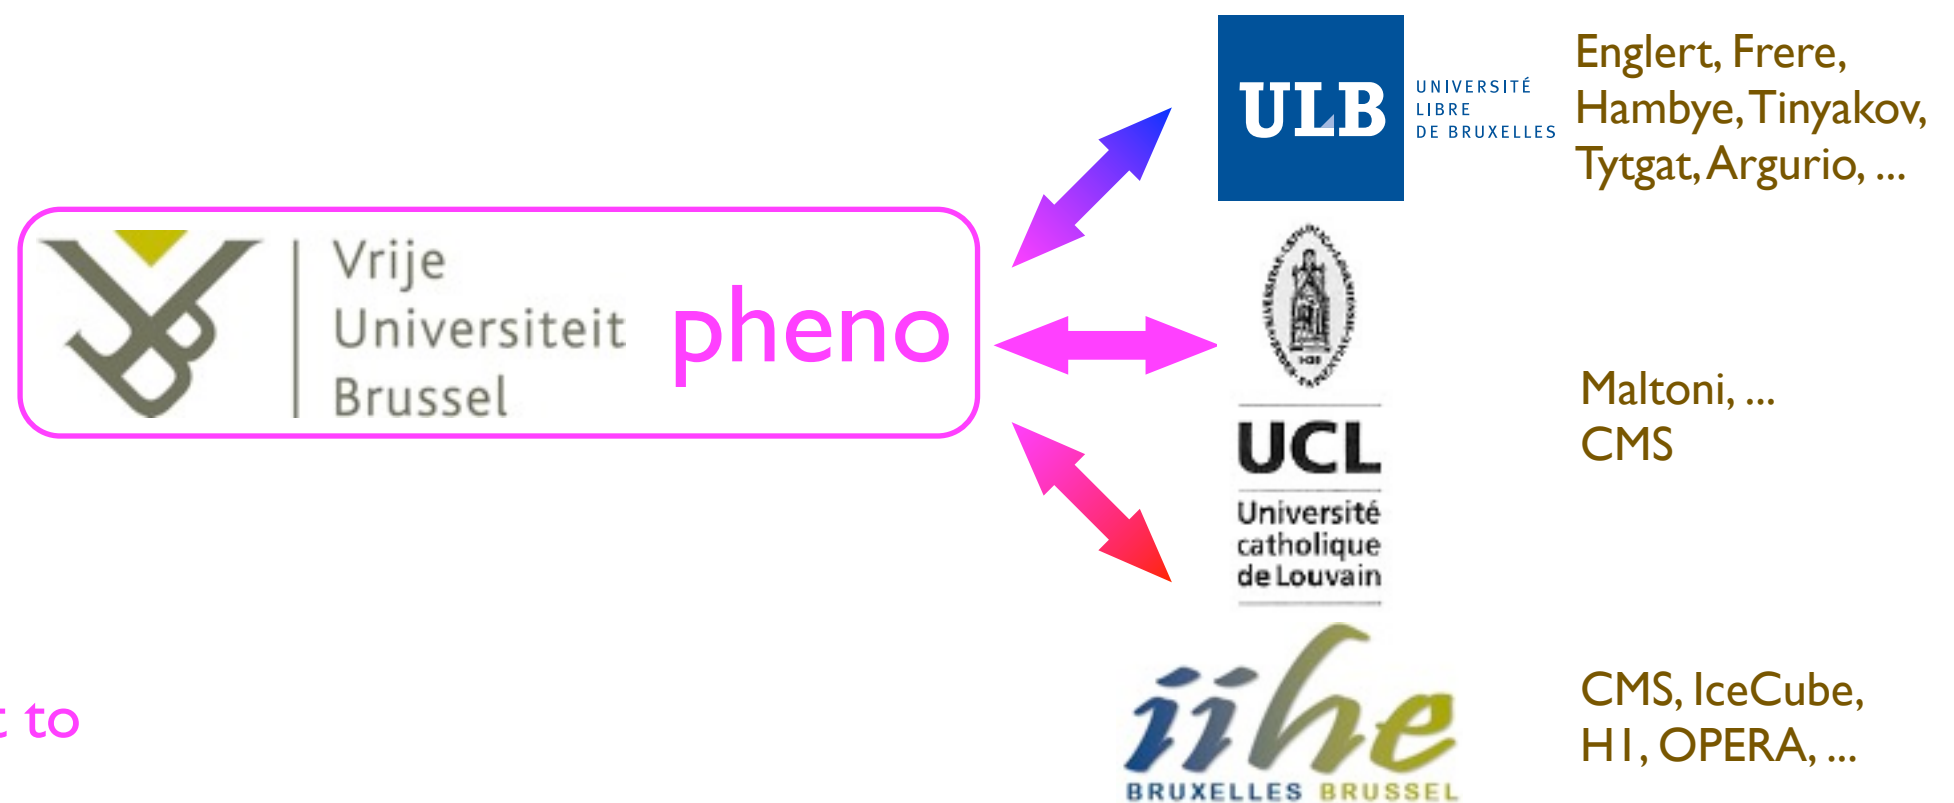 Vrije
Universiteit
Brussel
pheno
ULB
UNIVERSITÉ
LIBRE
DE BRUXELLES
Englert, Frere,
Hambye, Tinyakov,
Tytgat, Argurio, ...
UCL
Université
catholique
de Louvain
Maltoni, ...
CMS
iihe
BRUXELLES BRUSSEL
CMS, IceCube,
H1, OPERA, ...
to